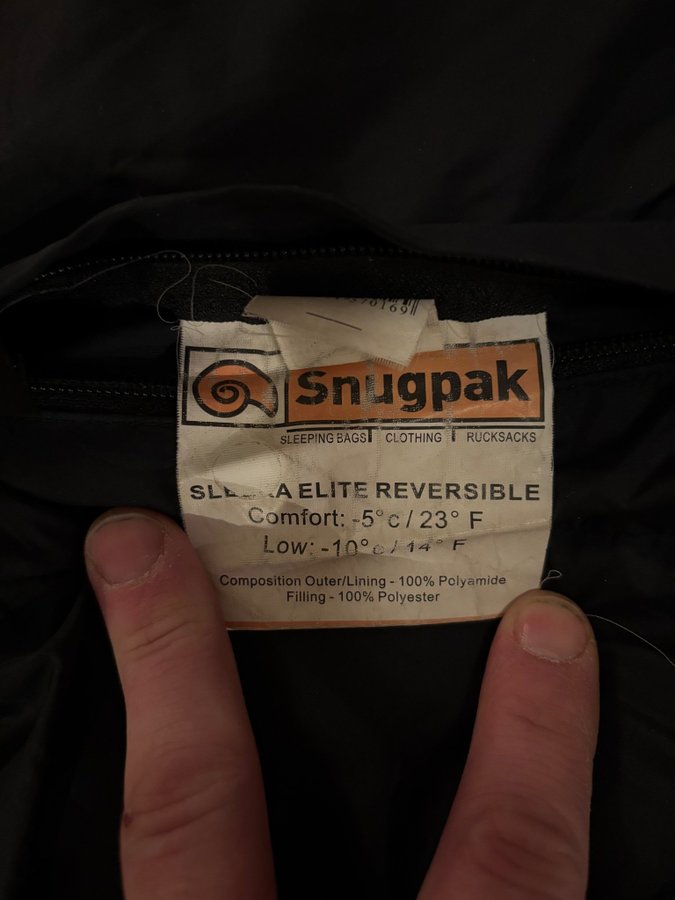 570169
Snugpak
SLEEPING BAGS CLOTHING RUCKSACKS
ELITE REVERSIBLE
Comfort: -5°c / 23° F
Low: -10°c / 14° F
Composition Outer/Lining - 100% Polyamide
Filling - 100% Polyester